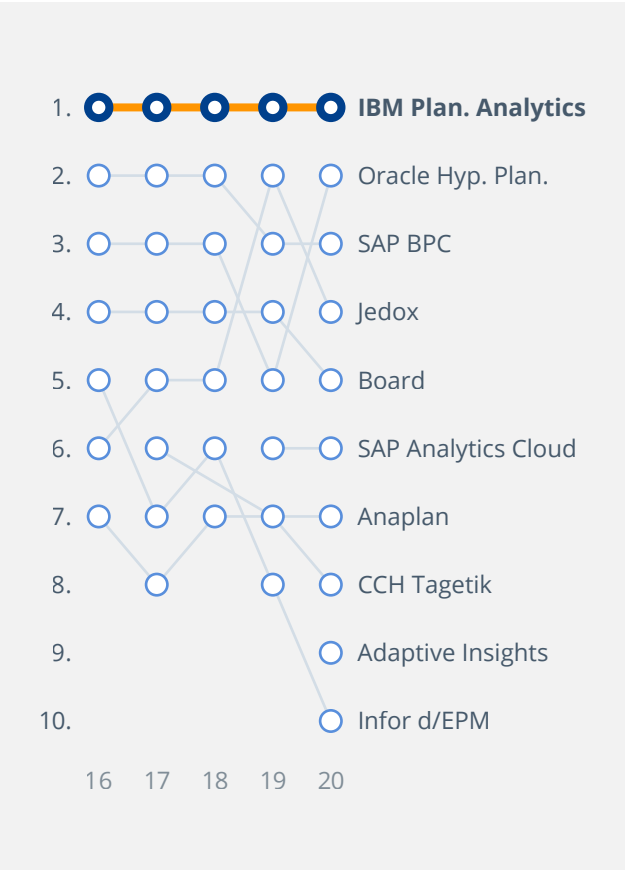 1. IBM Plan. Analytics
2. Oracle Hyp. Plan.
3. SAP BPC
4. Jedox
5. Board
6. SAP Analytics Cloud
7. Anaplan
8. CCH Tagetik
9. Adaptive Insights
10. Infor d/EPM
16 17 18 19 20